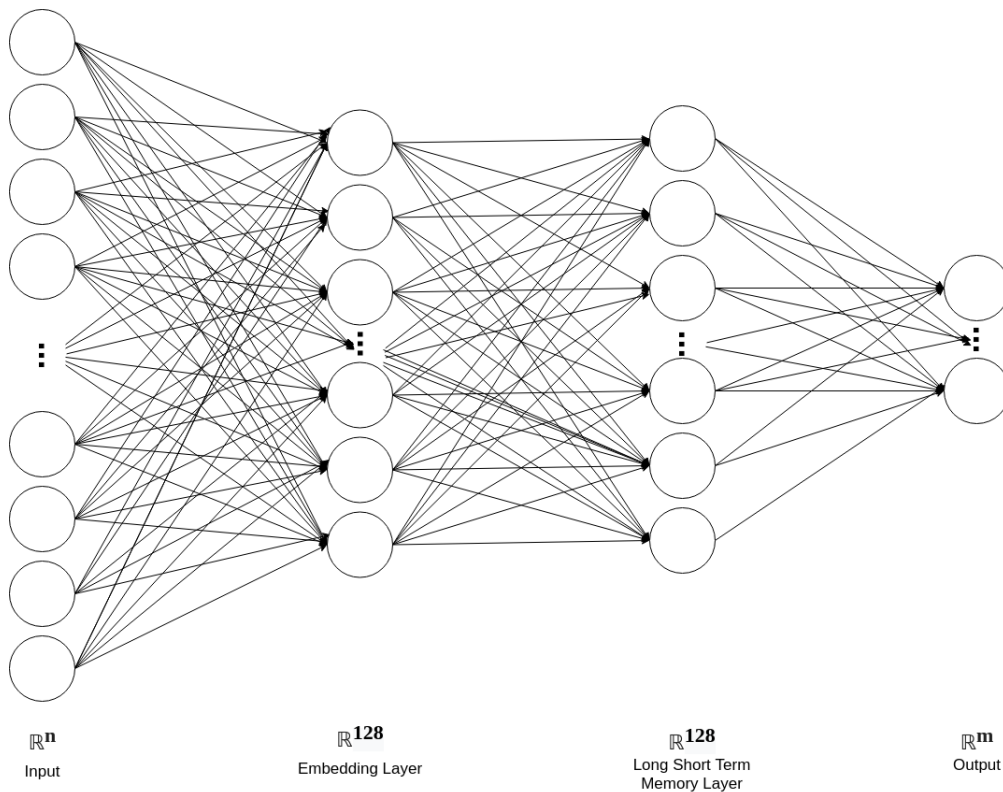 ℝⁿ
Input
ℝ¹²⁸
Embedding Layer
ℝ¹²⁸
Long Short Term
Memory Layer
ℝᵐ
Output